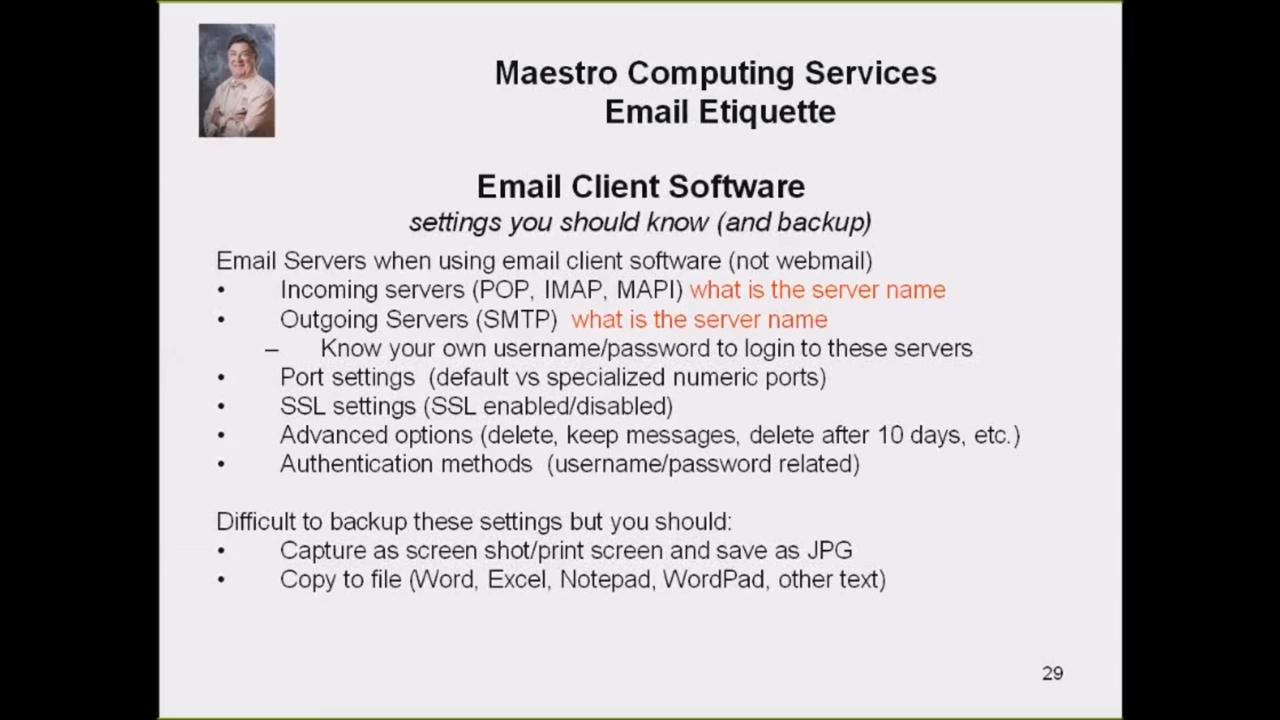 Maestro Computing Services
Email Etiquette
Email Client Software
settings you should know (and backup)
Email Servers when using email client software (not webmail)
• Incoming servers (POP, IMAP, MAPI) what is the server name
• Outgoing Servers (SMTP)  what is the server name
– Know your own username/password to login to these servers
• Port settings  (default vs specialized numeric ports)
• SSL settings (SSL enabled/disabled)
• Advanced options (delete, keep messages, delete after 10 days, etc.)
• Authentication methods  (username/password related)
Difficult to backup these settings but you should:
• Capture as screen shot/print screen and save as JPG
• Copy to file (Word, Excel, Notepad, WordPad, other text)
29